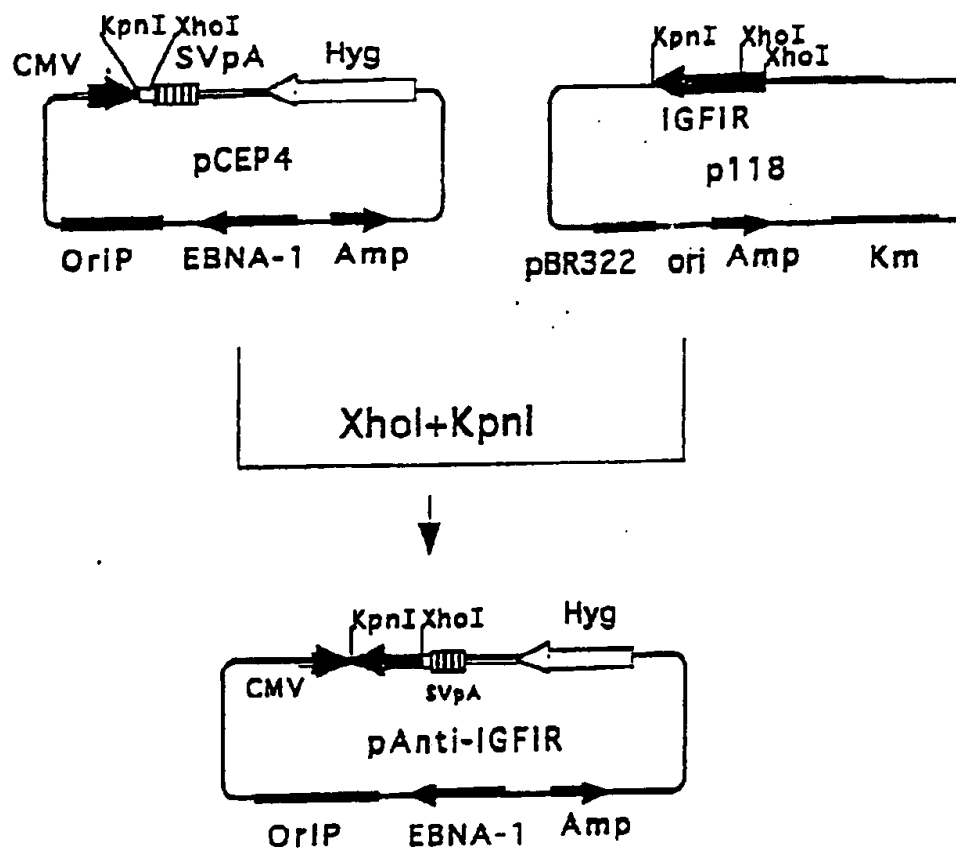 KpnI XhoI
CMV SVpA Hyg
pCEP4
OriP EBNA-1 Amp
KpnI XhoI
XhoI
IGFIR
p118
pBR322 ori Amp Km
XhoI+KpnI
KpnI XhoI Hyg
CMV SVpA
pAnti-IGFIR
OriP EBNA-1 Amp